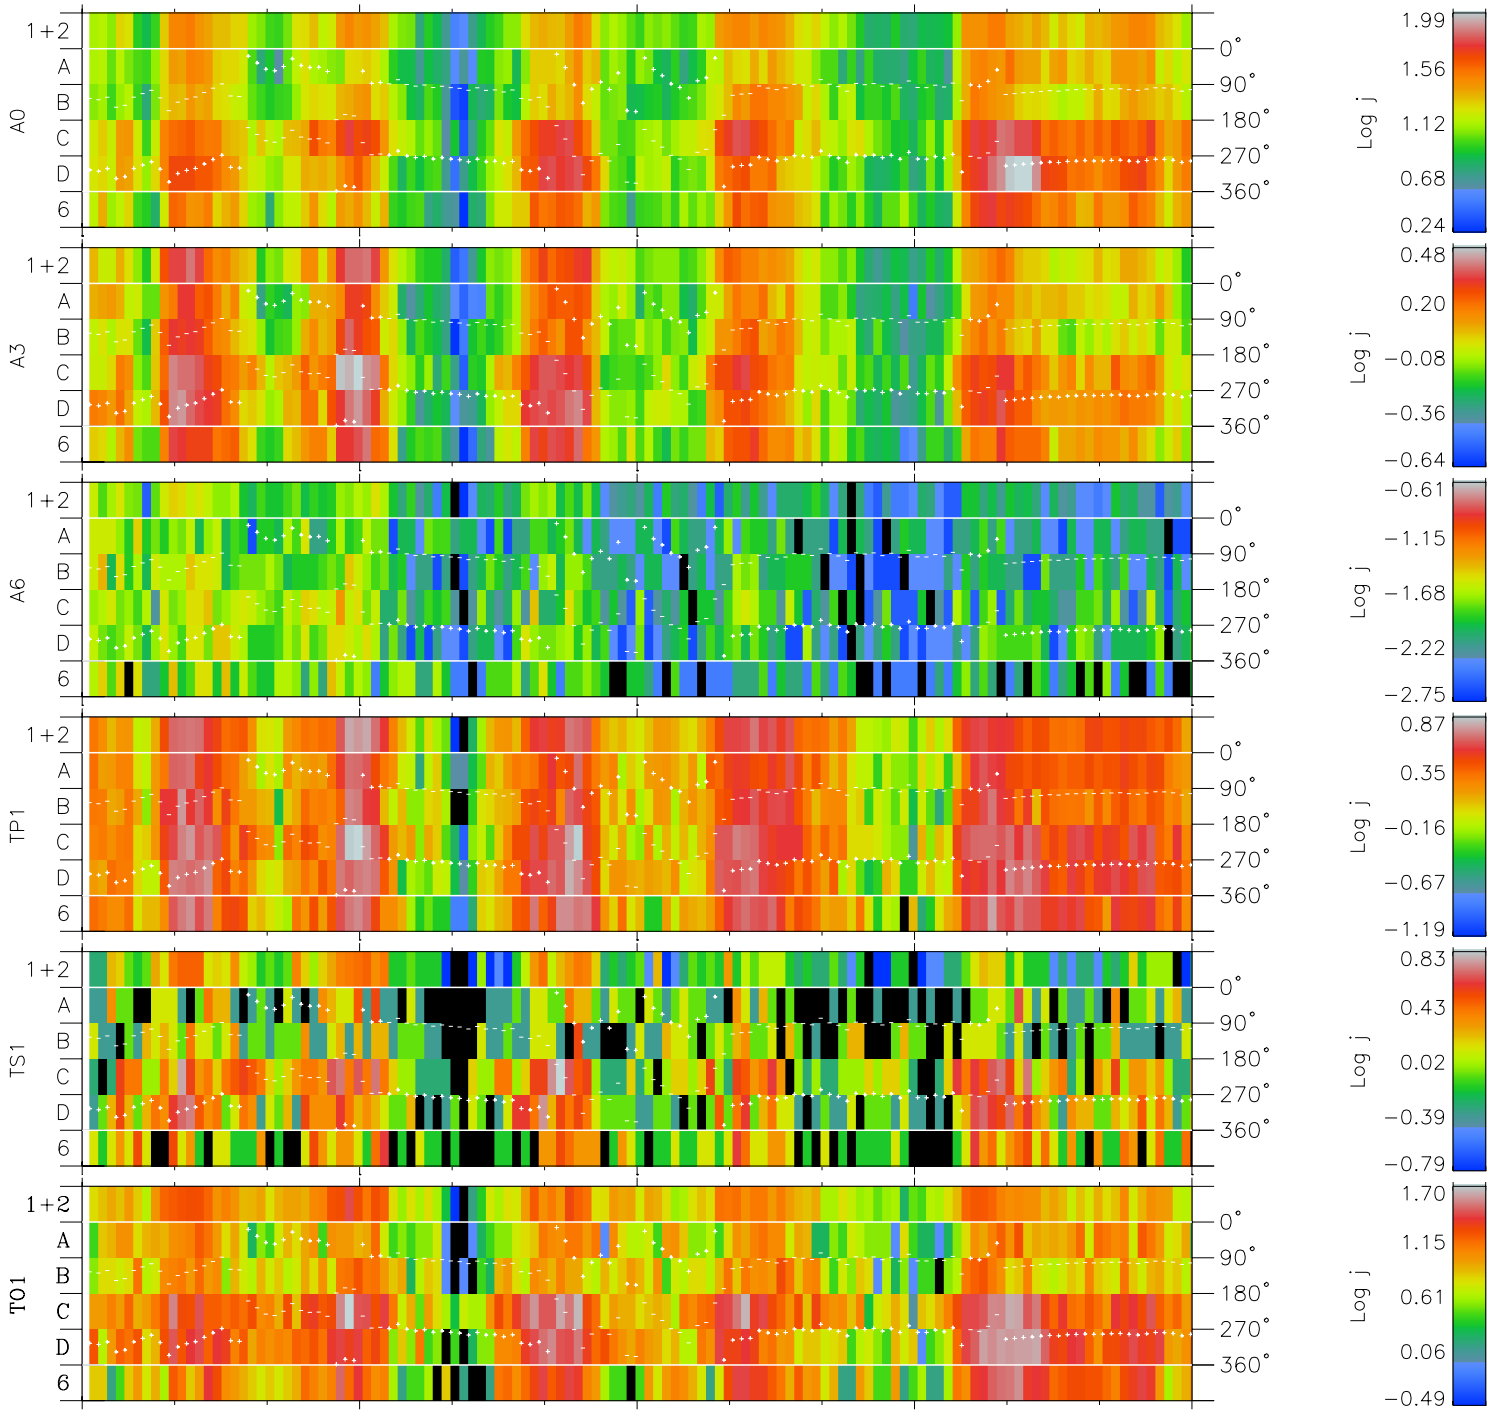 1+2
A
B
C
D
6
A0
0°
90°
180°
270°
360°
Log j
1.99
1.56
1.12
0.68
0.24
1+2
A
B
C
D
6
A3
0°
90°
180°
270°
360°
Log j
0.48
0.20
−0.08
−0.36
−0.64
1+2
A
B
C
D
6
A6
0°
90°
180°
270°
360°
Log j
−0.61
−1.15
−1.68
−2.22
−2.75
1+2
A
B
C
D
6
TP1
0°
90°
180°
270°
360°
Log j
0.87
0.35
−0.16
−0.67
−1.19
1+2
A
B
C
D
6
TS1
0°
90°
180°
270°
360°
Log j
0.83
0.43
0.02
−0.39
−0.79
1+2
A
B
C
D
6
TO1
0°
90°
180°
270°
360°
Log j
1.70
1.15
0.61
0.06
−0.49